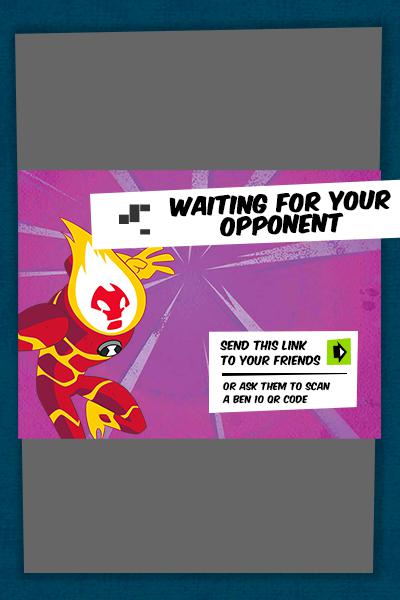 WAITING FOR YOUR
OPPONENT
SEND THIS LINK
TO YOUR FRIENDS
OR ASK THEM TO SCAN
A BEN 10 QR CODE